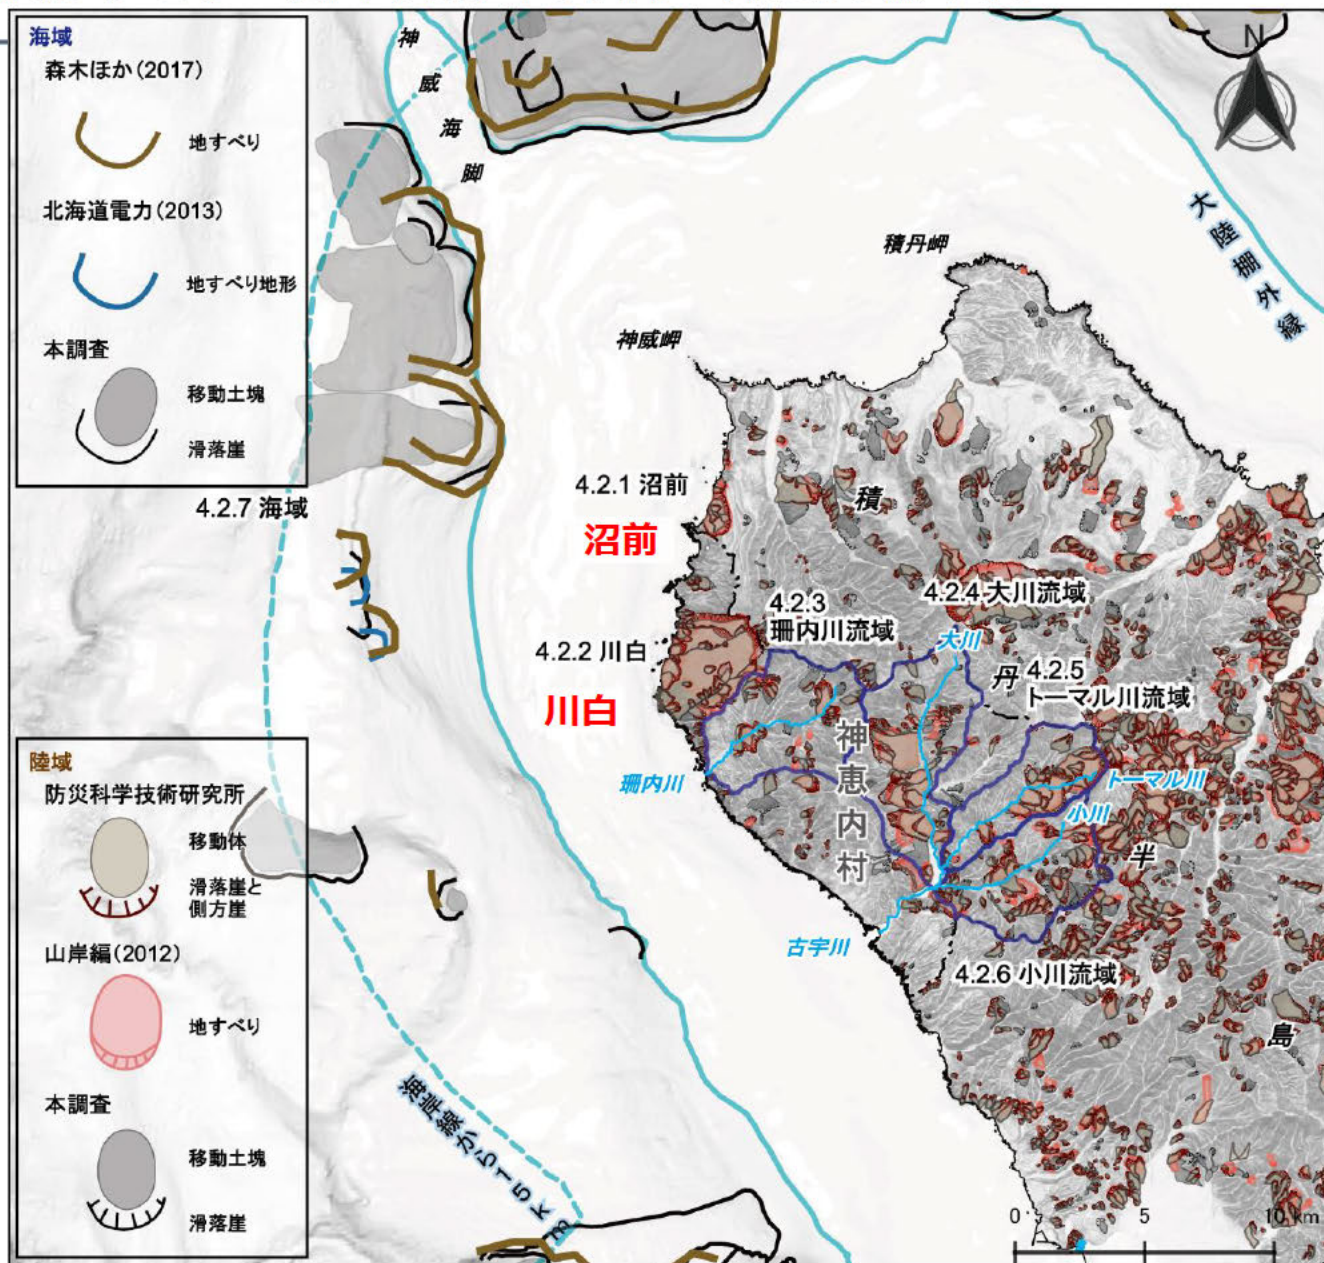 海域
森木ほか(2017)
地すべり
北海道電力(2013)
地すべり地形
本調査
移動土塊
滑落崖
神威海脚
N
大陸棚外縁
積丹岬
神威岬
4.2.1 沼前
沼前
4.2.7 海域
積
4.2.4 大川流域
4.2.3
珊内川流域
大川
4.2.2 川白
川白
丹
4.2.5
トーマル川流域
神恵内村
珊内川
トーマル川
小川
半
古宇川
4.2.6 小川流域
島
陸域
防災科学技術研究所
移動体
滑落崖と
側方崖
山岸編(2012)
地すべり
本調査
移動土塊
滑落崖
海岸線から15km
0 5 10 km